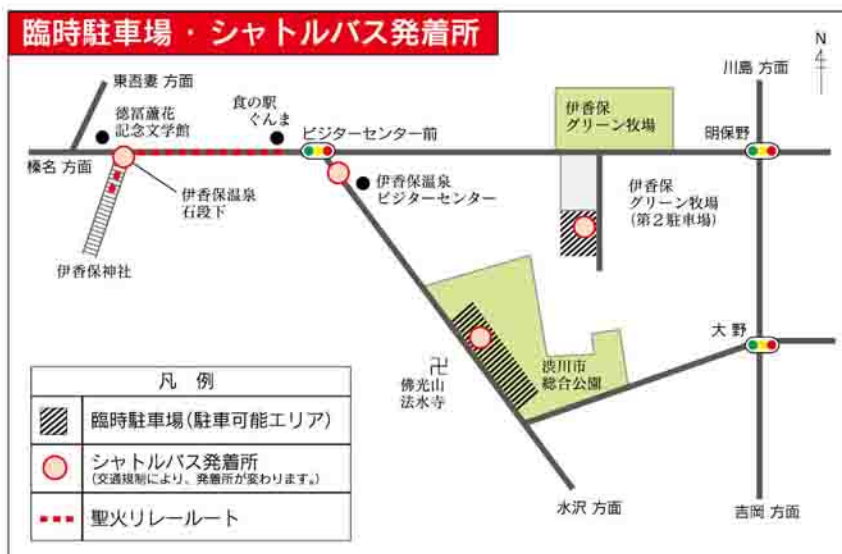 臨時駐車場・シャトルバス発着所
N
東吾妻 方面
徳冨蘆花
記念文学館
食の駅
ぐんま
ビジターセンター前
川島 方面
伊香保
グリーン牧場
明保野
榛名 方面
伊香保温泉
石段下
伊香保温泉
ビジターセンター
伊香保
グリーン牧場
(第2駐車場)
伊香保神社
大野
卍
佛光山
法水寺
渋川市
総合公園
水沢 方面
吉岡 方面
凡 例
臨時駐車場(駐車可能エリア)
シャトルバス発着所
(交通規制により、発着所が変わります。)
聖火リレールート